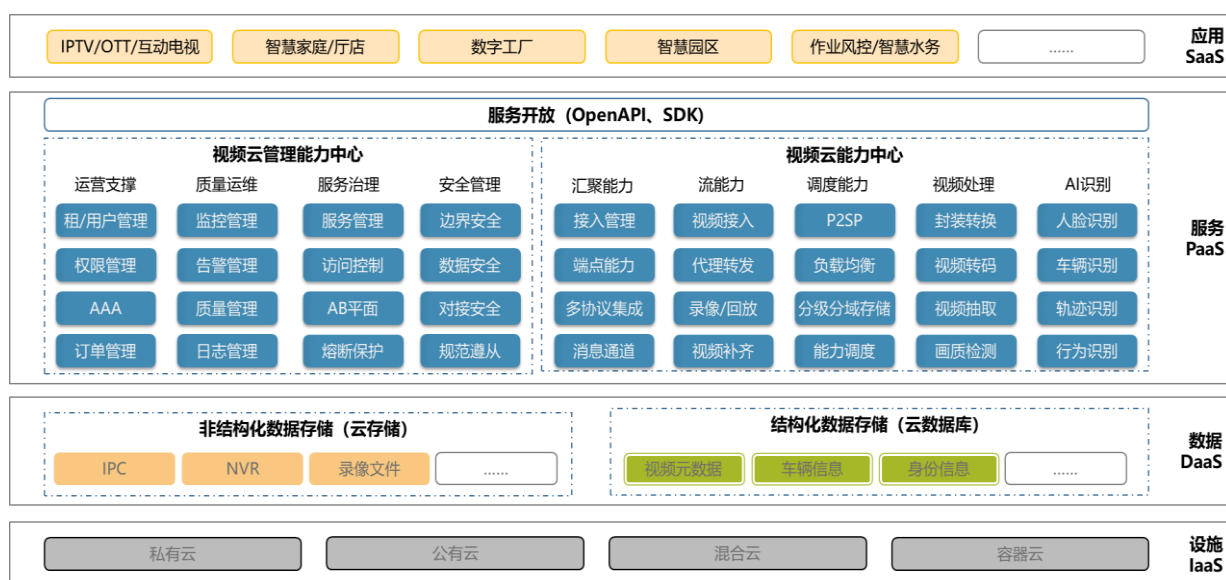 IPTV/OTT/互动电视 智慧家庭/厅店 数字工厂 智慧园区 作业风控/智慧水务 ...... 应用
SaaS
服务开放（OpenAPI、SDK)
视频云管理能力中心 视频云能力中心
运营支撑 质量运维 服务治理 安全管理 汇聚能力 流能力 调度能力 视频处理 AI识别
租/用户管理 监控管理 服务管理 边界安全 接入管理 视频接入 P2SP 封装转换 人脸识别
服务
PaaS
权限管理 告警管理 访问控制 数据安全 端点能力 代理转发 负载均衡 视频转码 车辆识别
AAA 质量管理 AB平面 对接安全 多协议集成 录像/回放 分级分域存储 视频抽取 轨迹识别
订单管理 日志管理 熔断保护 规范遵从 消息通道 视频补齐 能力调度 画质检测 行为识别
非结构化数据存储（云存储） 结构化数据存储（云数据库）
数据
DaaS
IPC NVR 录像文件 ...... 视频元数据 车辆信息 身份信息 ......
私有云 公有云 混合云 容器云 设施
IaaS